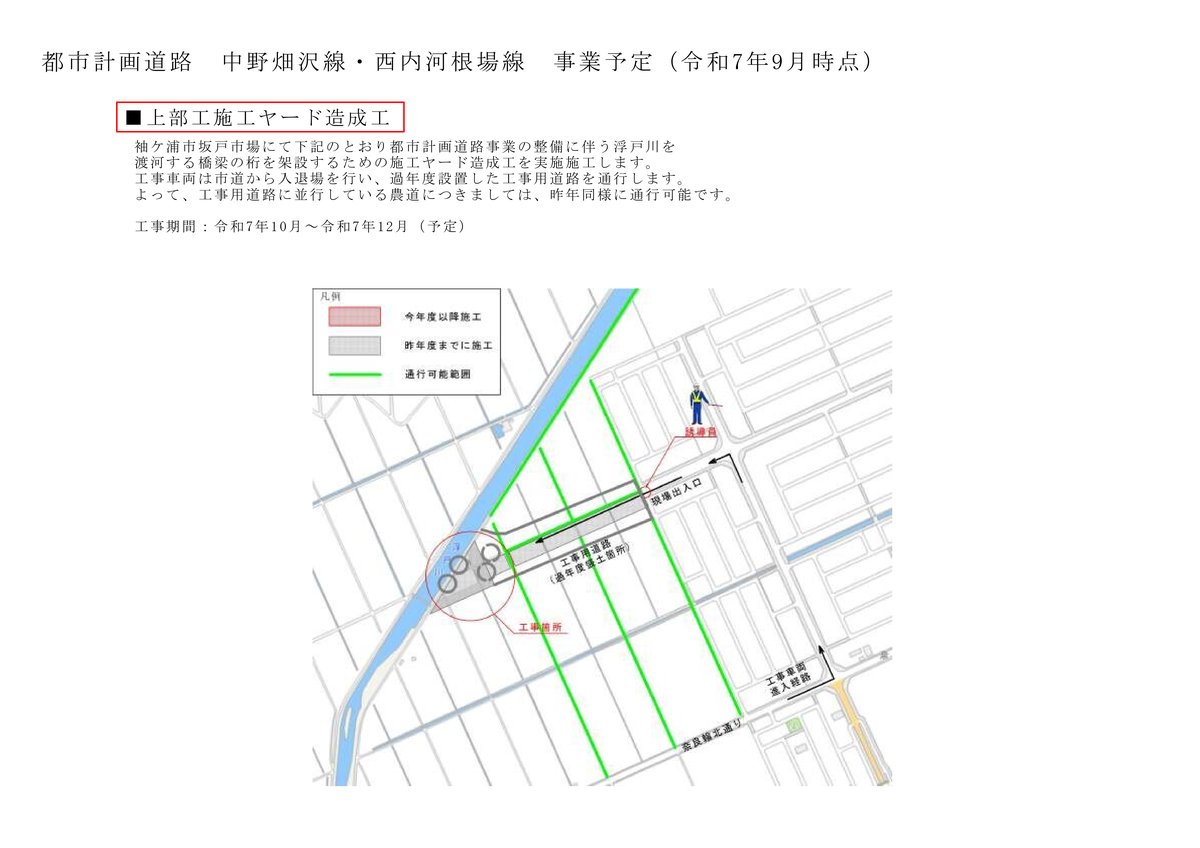 都市計画道路　中野畑沢線・西内河根場線　事業予定（令和7年9月時点）
■上部工施工ヤード造成工
袖ケ浦市坂戸市場にて下記のとおり都市計画道路事業の整備に伴う浮戸川を
渡河する橋梁の桁を架設するための施工ヤード造成工を実施施工します。
工事車両は市道から入退場を行い、過年度設置した工事用道路を通行します。
よって、工事用道路に並行している農道につきましては、昨年同様に通行可能です。
工事期間：令和7年10月～令和7年12月（予定）
凡例
今年度以降施工
昨年度までに施工
通行可能範囲
誘導員
現場出入口
浮戸川
工事用道路
（過年度盛土箇所）
工事箇所
工事車両
進入経路
奈良輪北通り